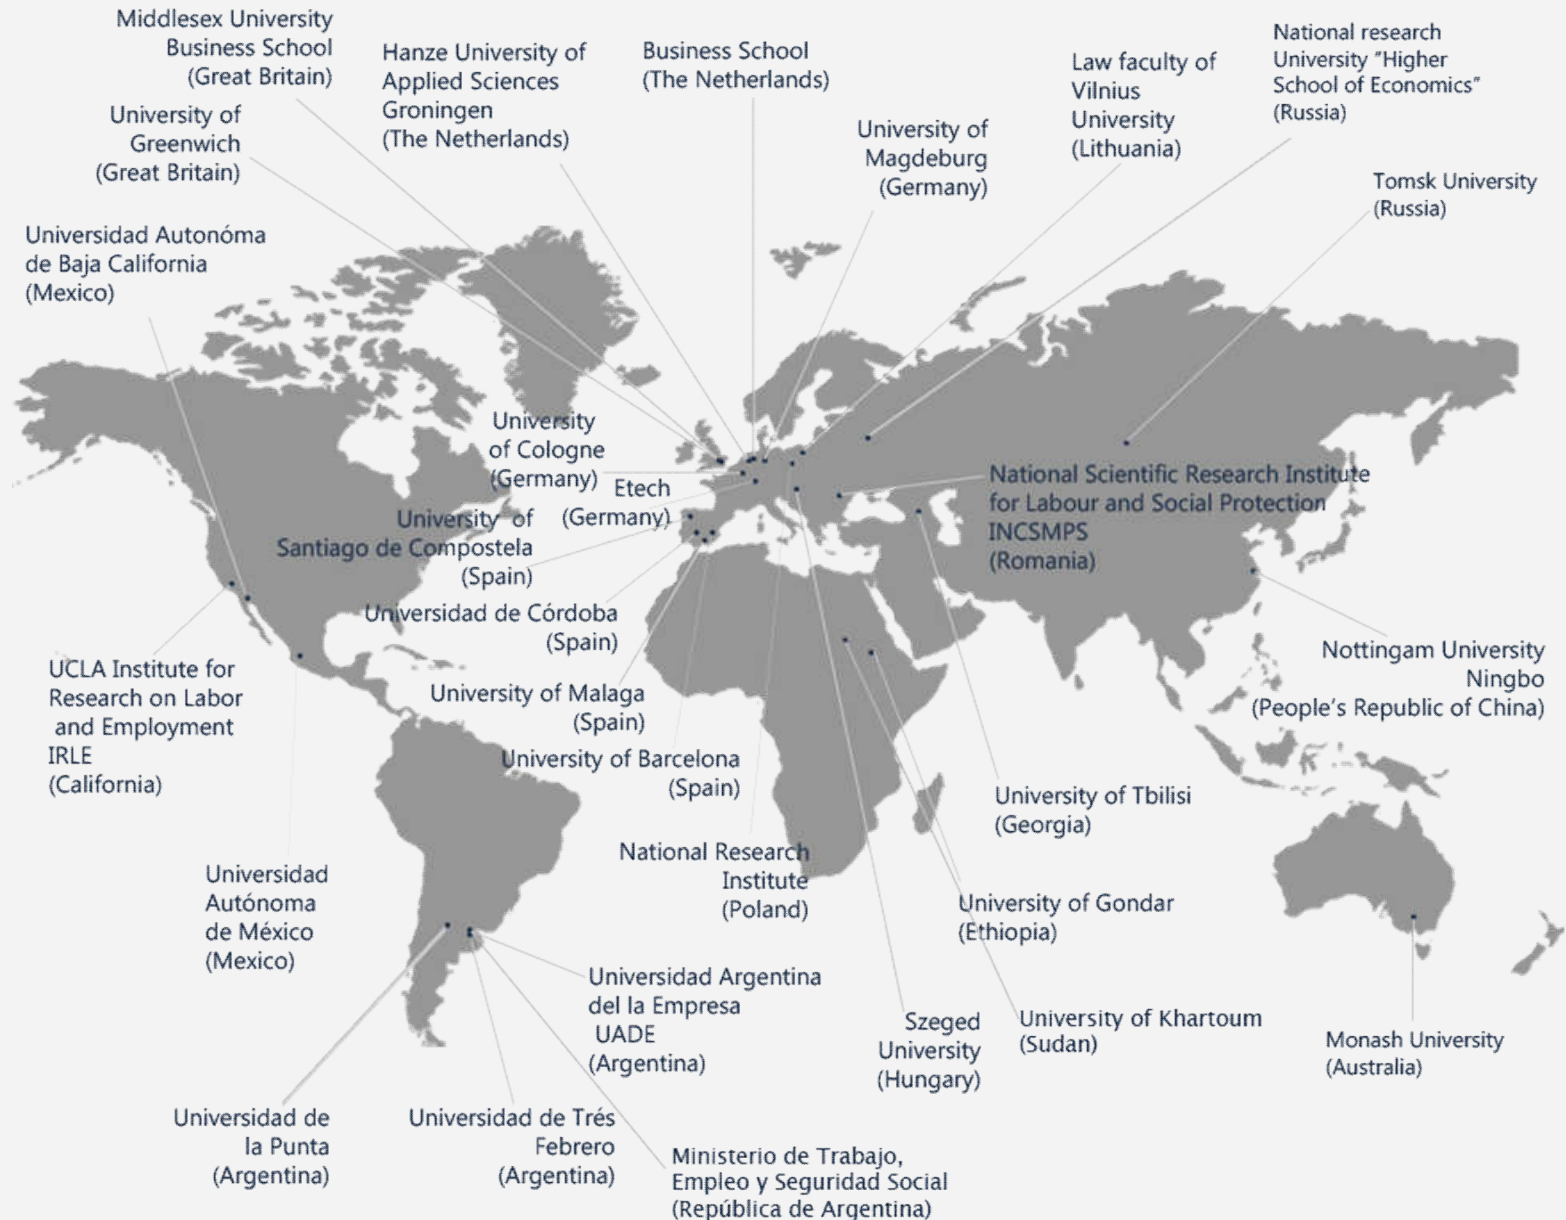 Middlesex University
Business School
(Great Britain)
Hanze University of
Applied Sciences
Groningen
(The Netherlands)
Business School
(The Netherlands)
Law faculty of
Vilnius
University
(Lithuania)
National research
University "Higher
School of Economics"
(Russia)
University of
Greenwich
(Great Britain)
University of
Magdeburg
(Germany)
Tomsk University
(Russia)
Universidad Autonóma
de Baja California
(Mexico)
University
of Cologne
(Germany)
Etech
(Germany)
National Scientific Research Institute
for Labour and Social Protection
INCSMPS
(Romania)
University of
Santiago de Compostela
(Spain)
Universidad de Córdoba
(Spain)
UCLA Institute for
Research on Labor
and Employment
IRLE
(California)
University of Malaga
(Spain)
Nottingam University
Ningbo
(People's Republic of China)
University of Barcelona
(Spain)
University of Tbilisi
(Georgia)
National Research
Institute
(Poland)
Universidad
Autónoma
de México
(Mexico)
University of Gondar
(Ethiopia)
Universidad Argentina
del la Empresa
UADE
(Argentina)
Szeged
University
(Hungary)
University of Khartoum
(Sudan)
Monash University
(Australia)
Universidad de
la Punta
(Argentina)
Universidad de Trés
Febrero
(Argentina)
Ministerio de Trabajo,
Empleo y Seguridad Social
(República de Argentina)